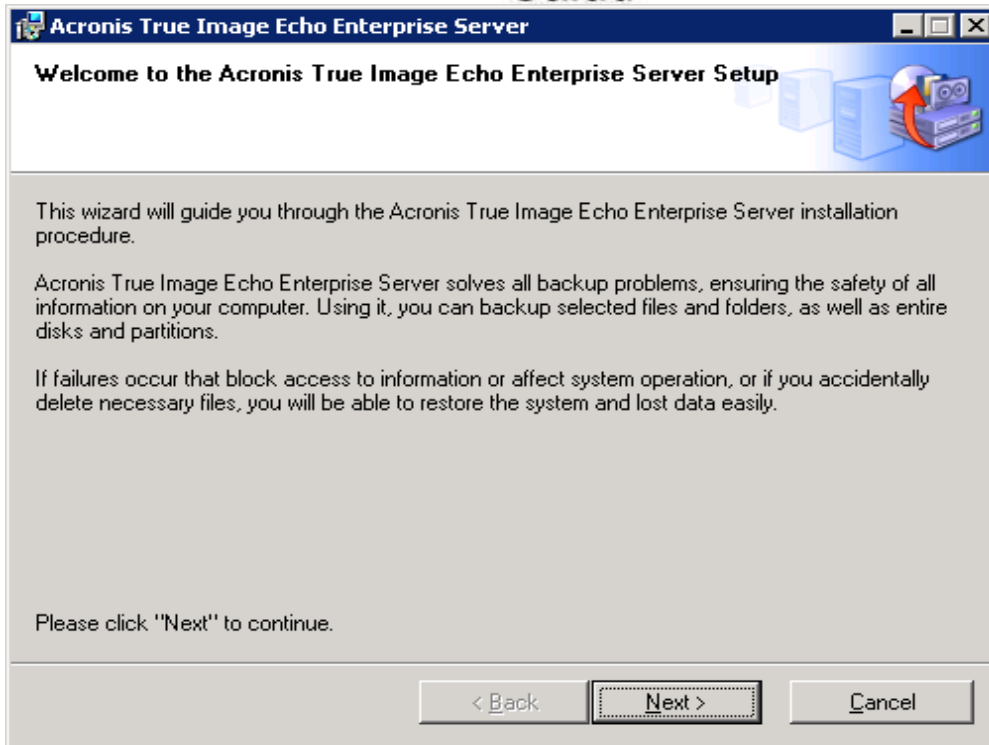 Acronis True Image Echo Enterprise Server
Welcome to the Acronis True Image Echo Enterprise Server Setup
This wizard will guide you through the Acronis True Image Echo Enterprise Server installation
procedure.
Acronis True Image Echo Enterprise Server solves all backup problems, ensuring the safety of all
information on your computer. Using it, you can backup selected files and folders, as well as entire
disks and partitions.
If failures occur that block access to information or affect system operation, or if you accidentally
delete necessary files, you will be able to restore the system and lost data easily.
Please click "Next" to continue.
< Back
Next >
Cancel